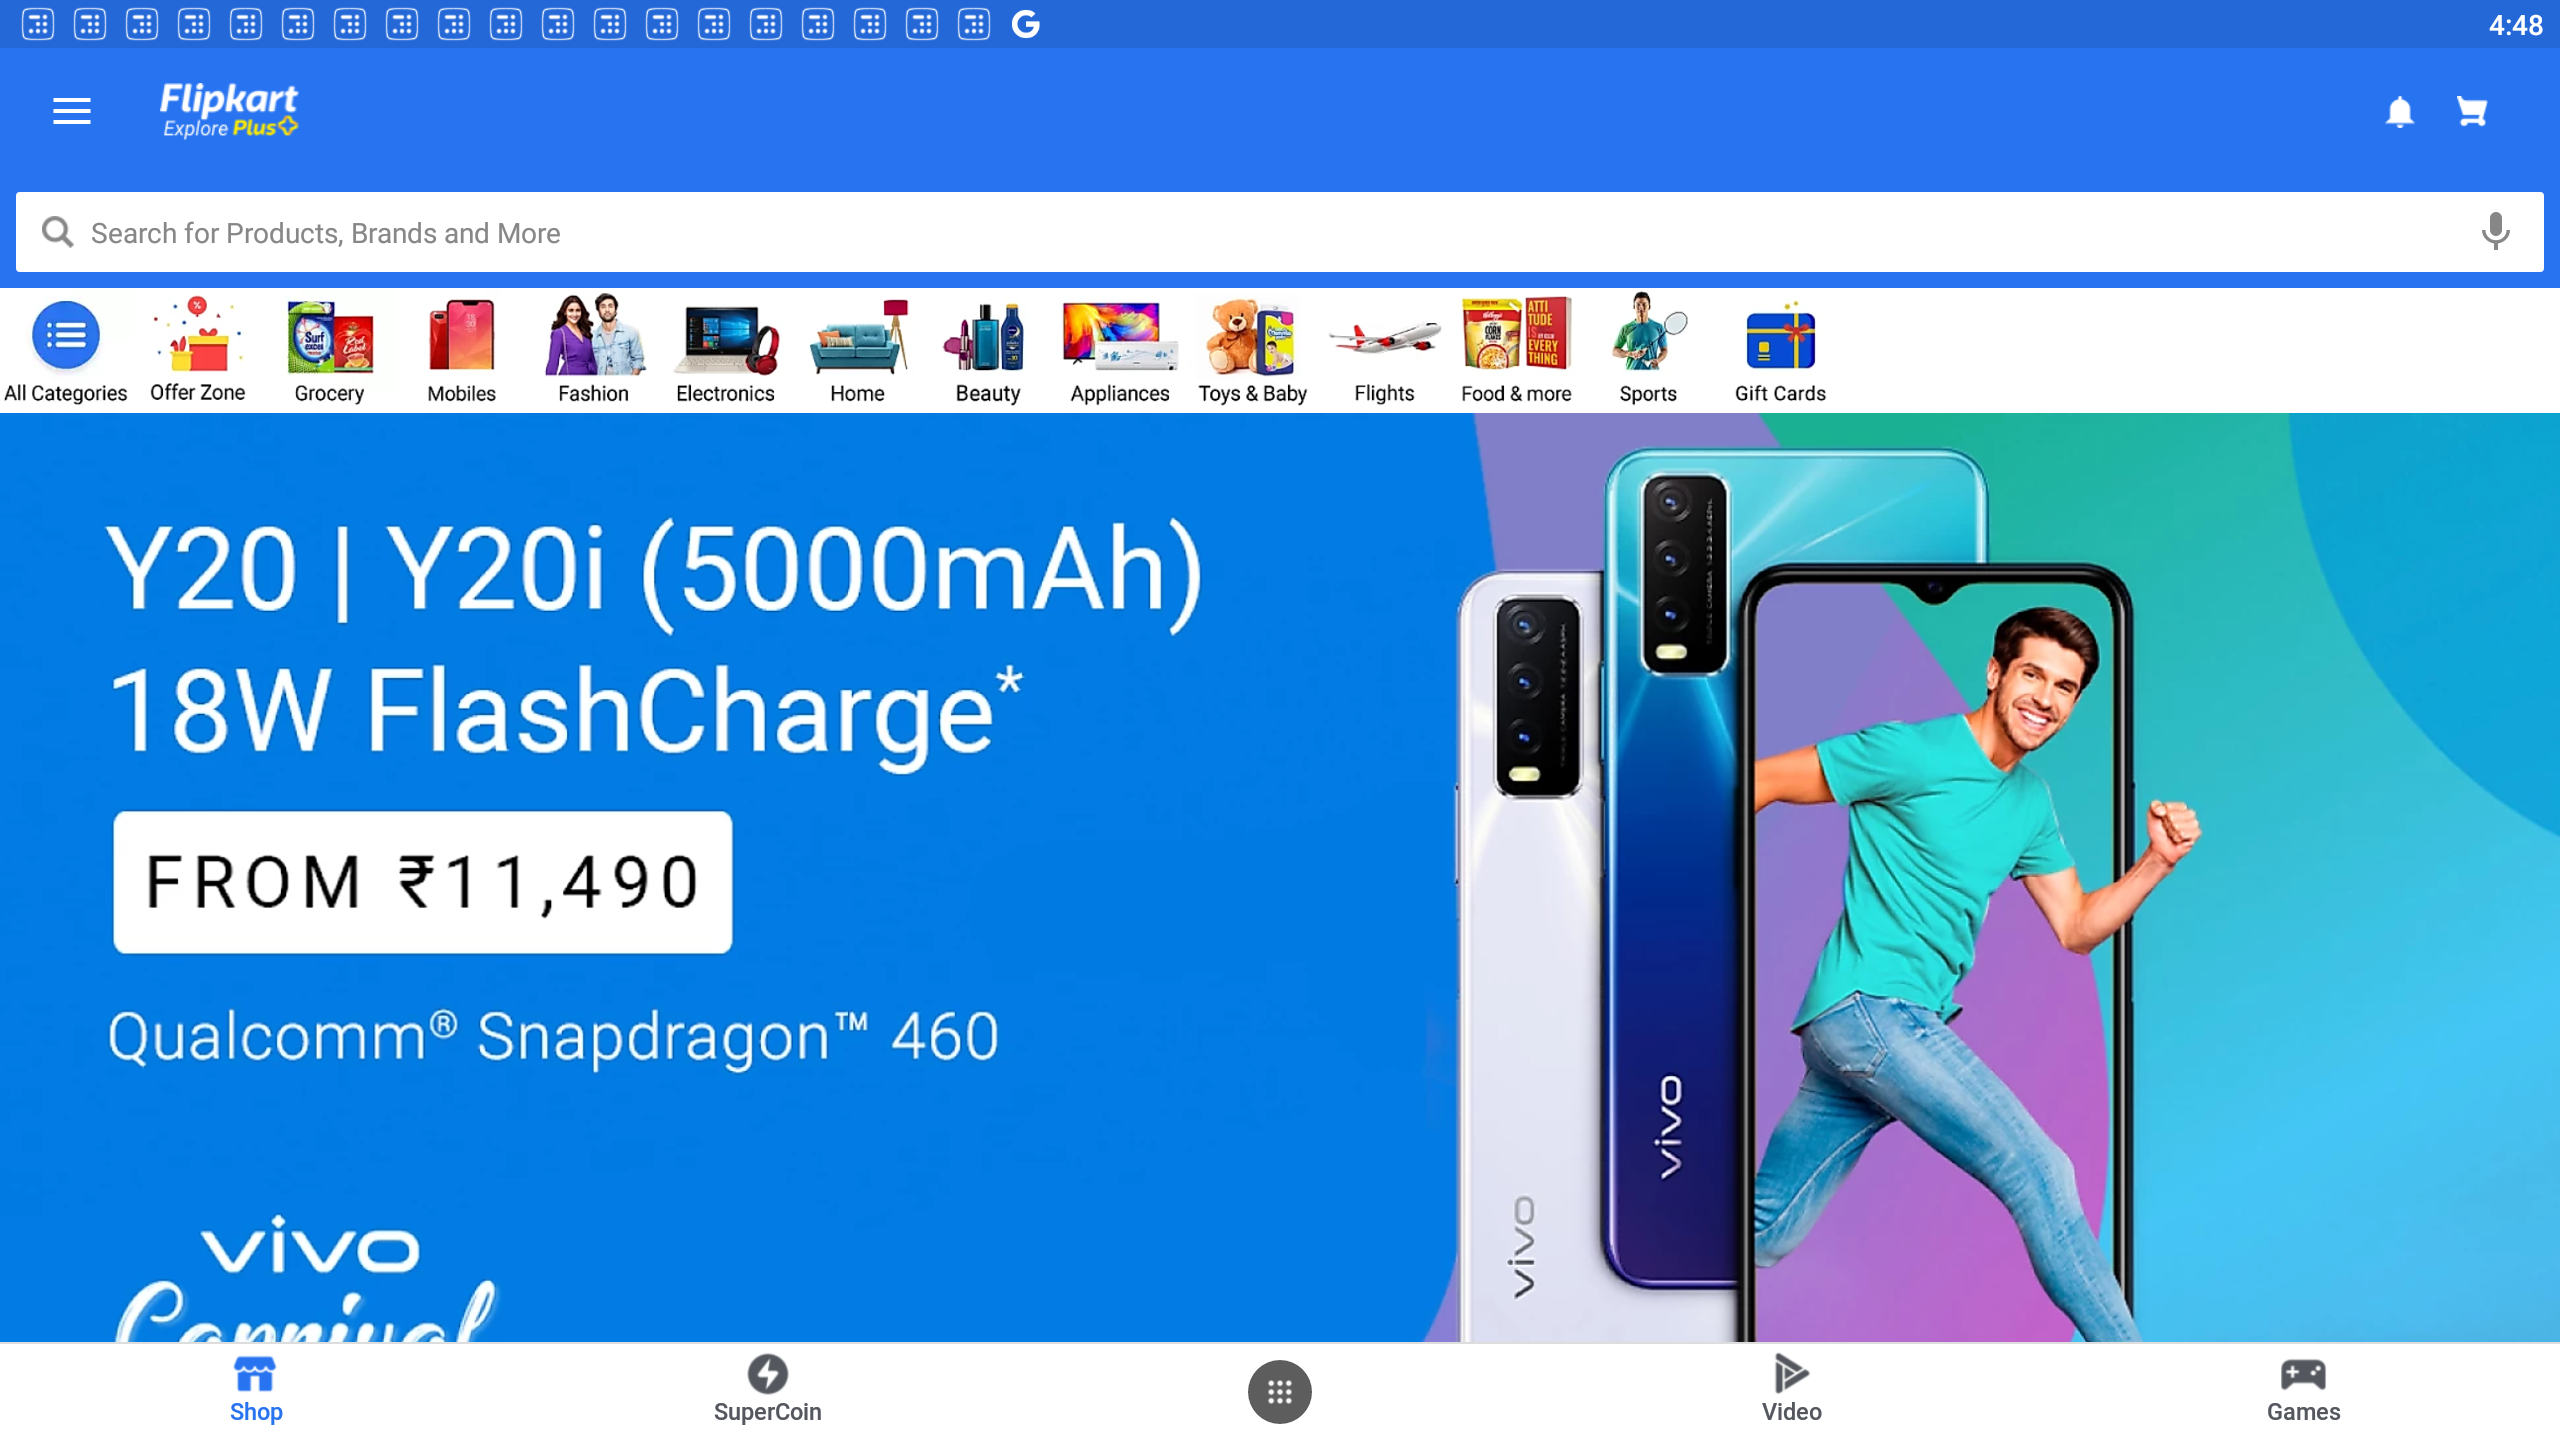 4:48
Flipkart
Explore Plus
Search for Products, Brands and More
All Categories
Offer Zone
Grocery
Mobiles
Fashion
Electronics
Home
Beauty
Appliances
Toys & Baby
Flights
Food & more
Sports
Gift Cards
Y20 | Y20i (5000mAh)
18W FlashCharge*
FROM ₹11,490
Qualcomm® Snapdragon™ 460
vivo
Carnival
vivo
vivo
Shop
SuperCoin
Video
Games